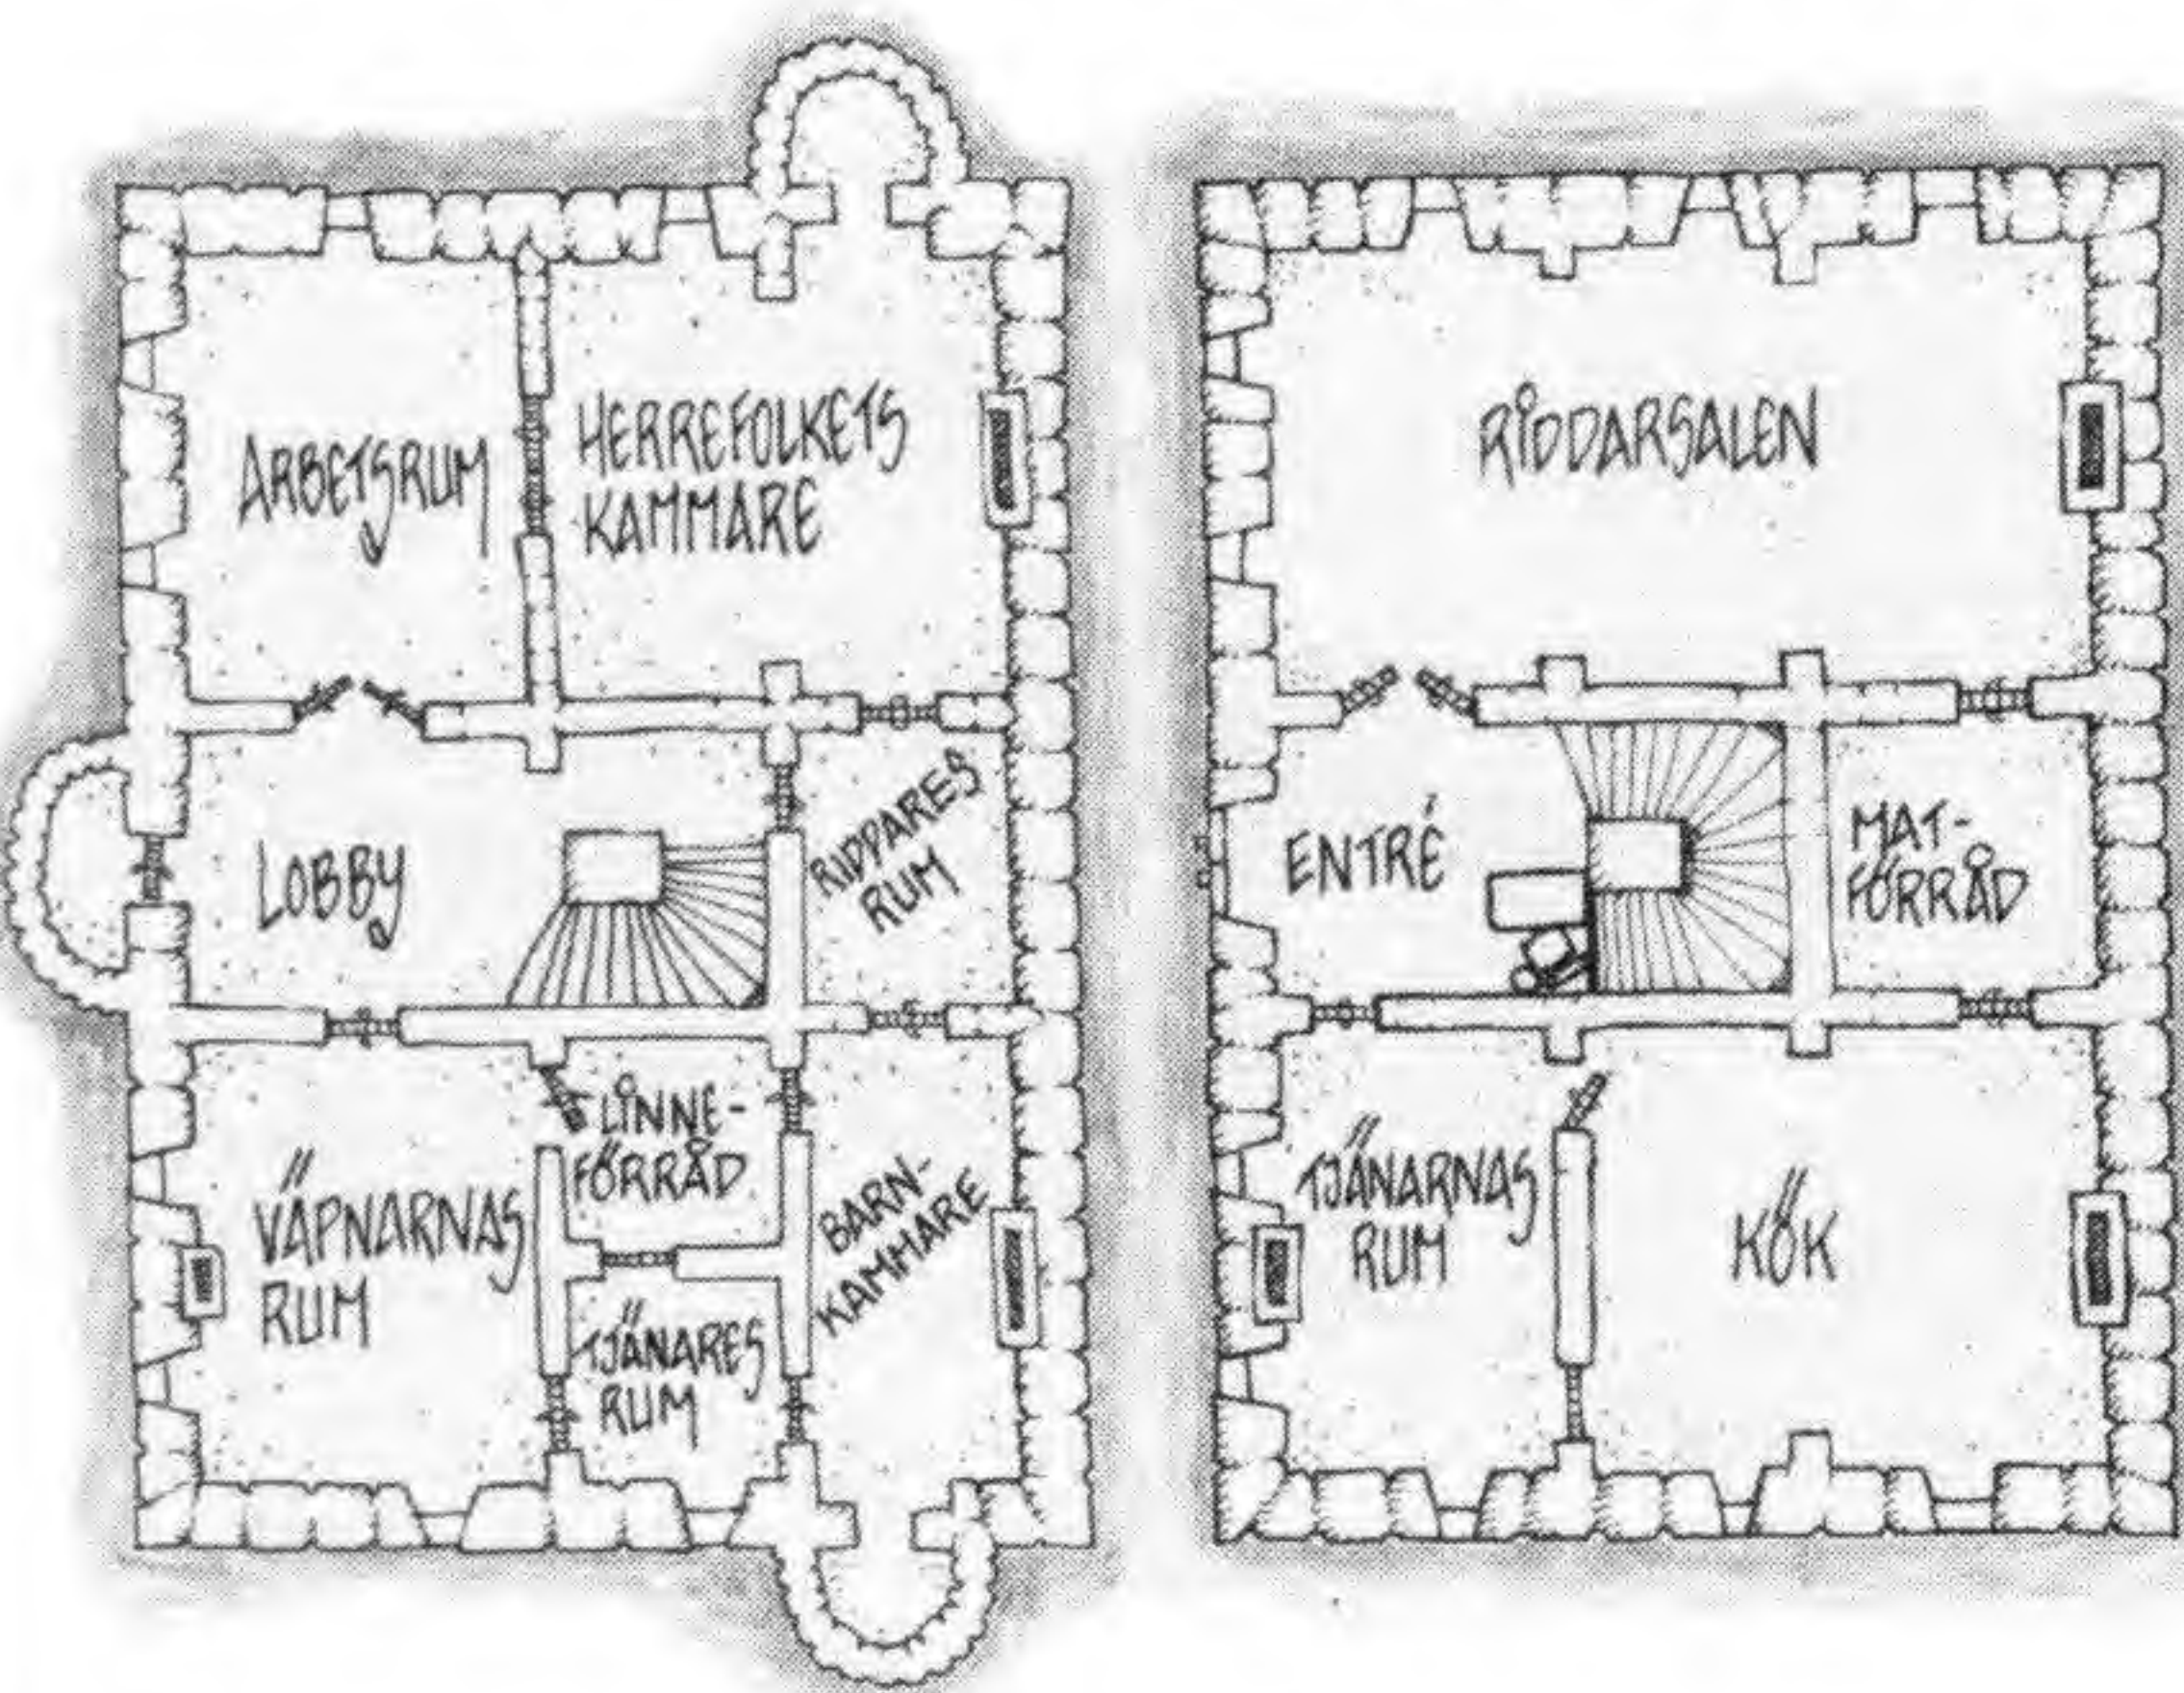 ARBETSRUM
HERREFOLKETS
KAMMARE
LOBBY
RIDDARES
RUM
VÄPNARNAS
RUM
LINNE-
FÖRRÅD
TJÄNARES
RUM
BARN-
KAMMARE
RIDDARSALEN
ENTRÉ
MAT-
FÖRRÅD
TJÄNARNAS
RUM
KÖK